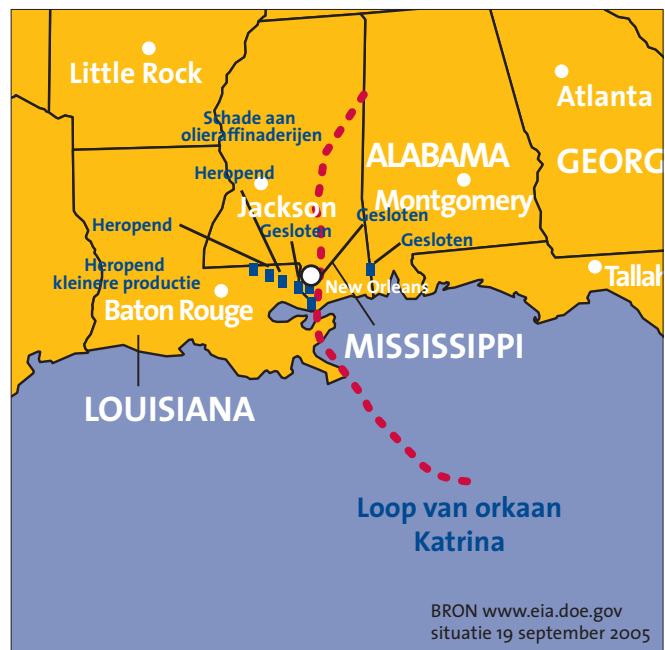 Little Rock
Atlanta
Schade aan
olieraffinaderijen
ALABAMA
GEORG
Heropend
Jackson
Montgomery
Gesloten
Heropend
Gesloten
Gesloten
Heropend
kleinere productie
Tallah
New Orleans
Baton Rouge
MISSISSIPPI
LOUISIANA
Loop van orkaan
Katrina
BRON www.eia.doe.gov
situatie 19 september 2005